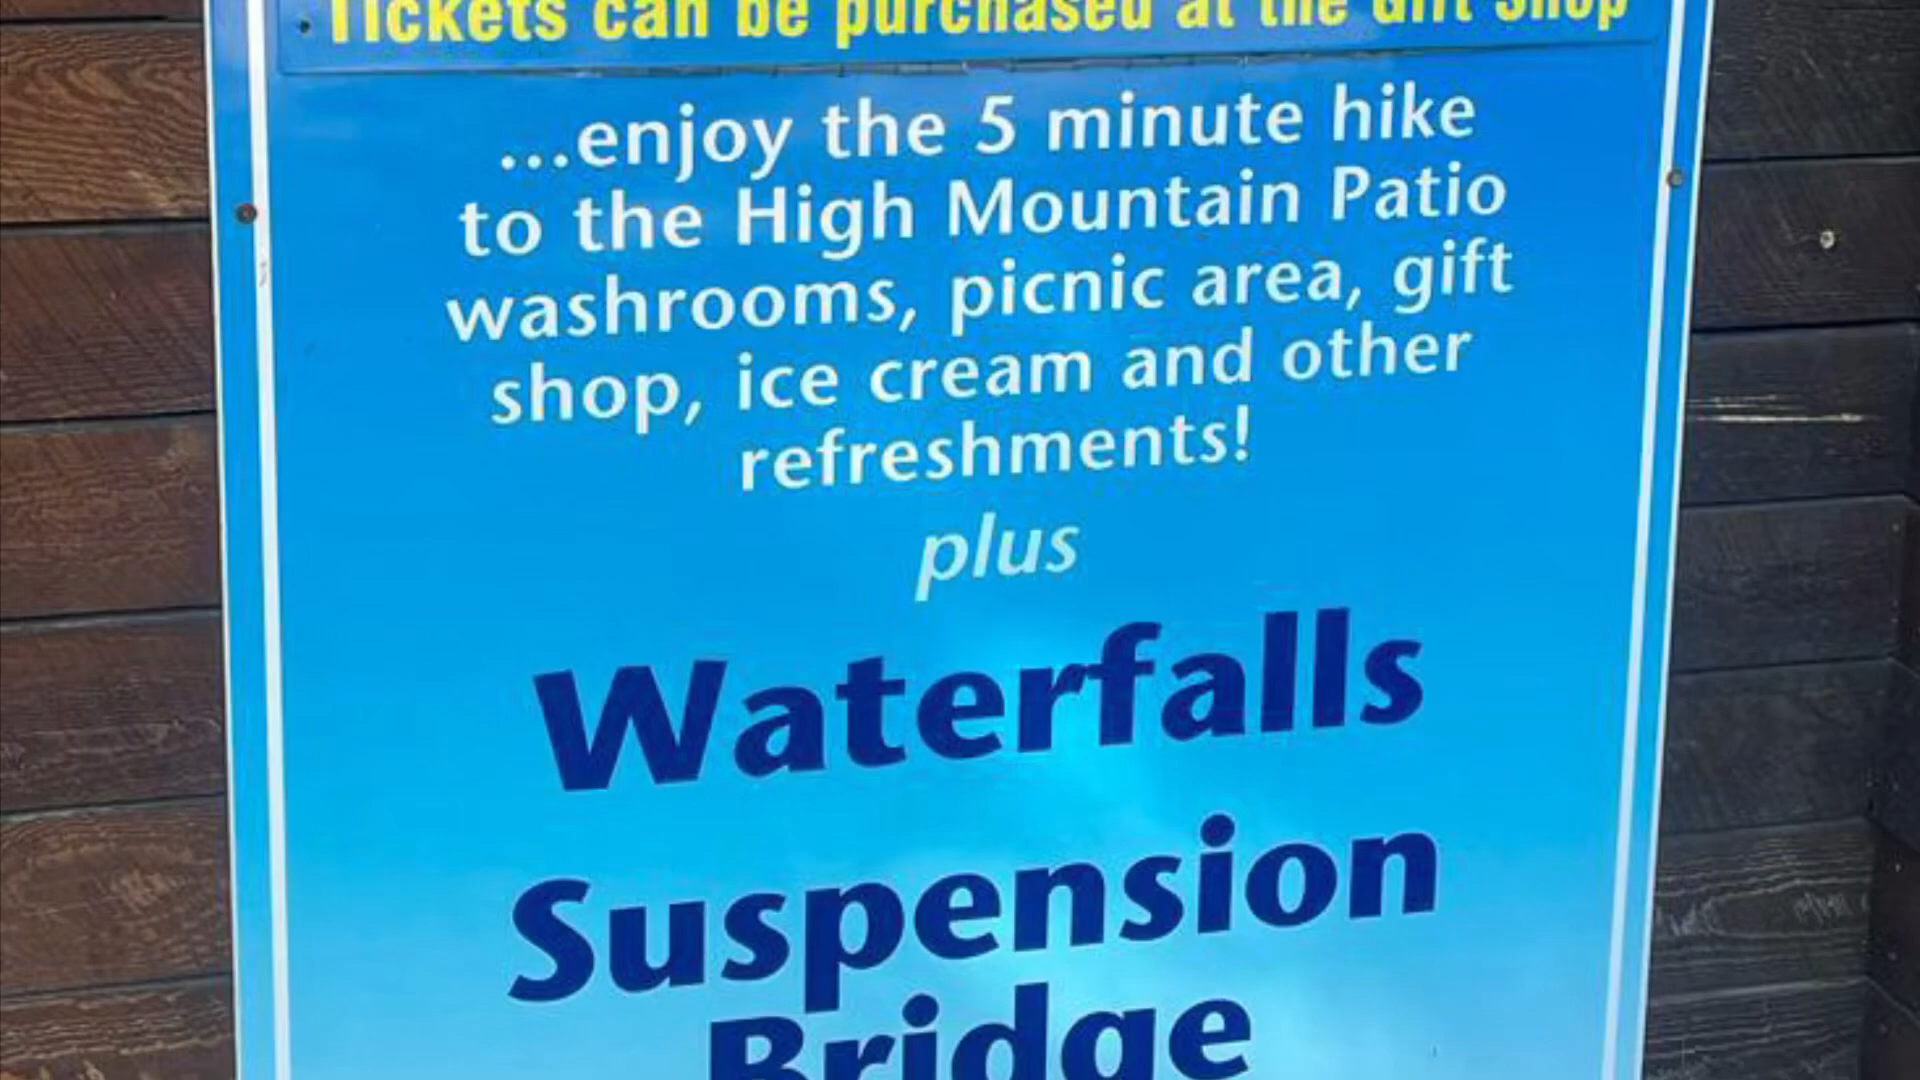 Tickets can be purchased at the Gift Shop
...enjoy the 5 minute hike
to the High Mountain Patio
washrooms, picnic area, gift
shop, ice cream and other
refreshments!
plus
Waterfalls
Suspension
Bridge